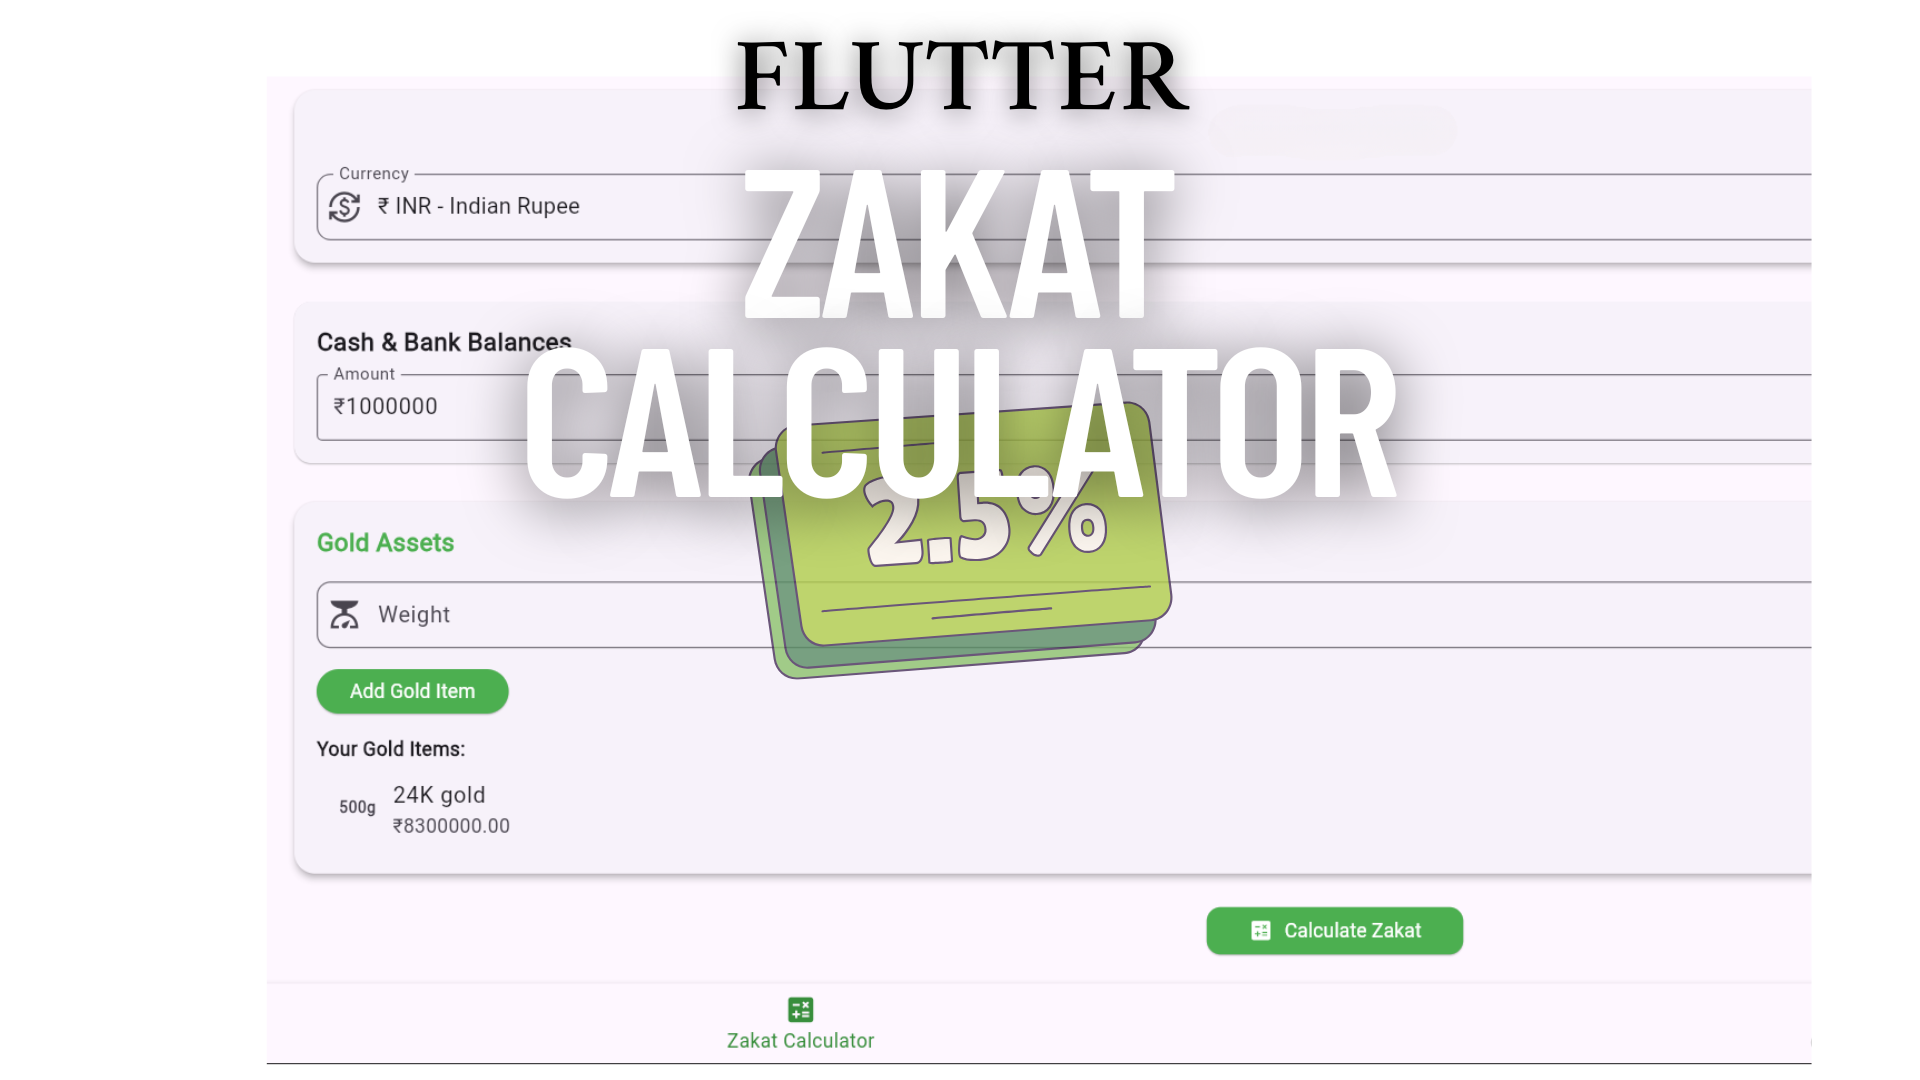 FLUTTER
ZAKAT
CALCULATOR
2.5%
Currency
₹ INR - Indian Rupee
Cash & Bank Balances
Amount
₹1000000
Gold Assets
Weight
Add Gold Item
Your Gold Items:
500g
24K gold
₹8300000.00
Calculate Zakat
Zakat Calculator